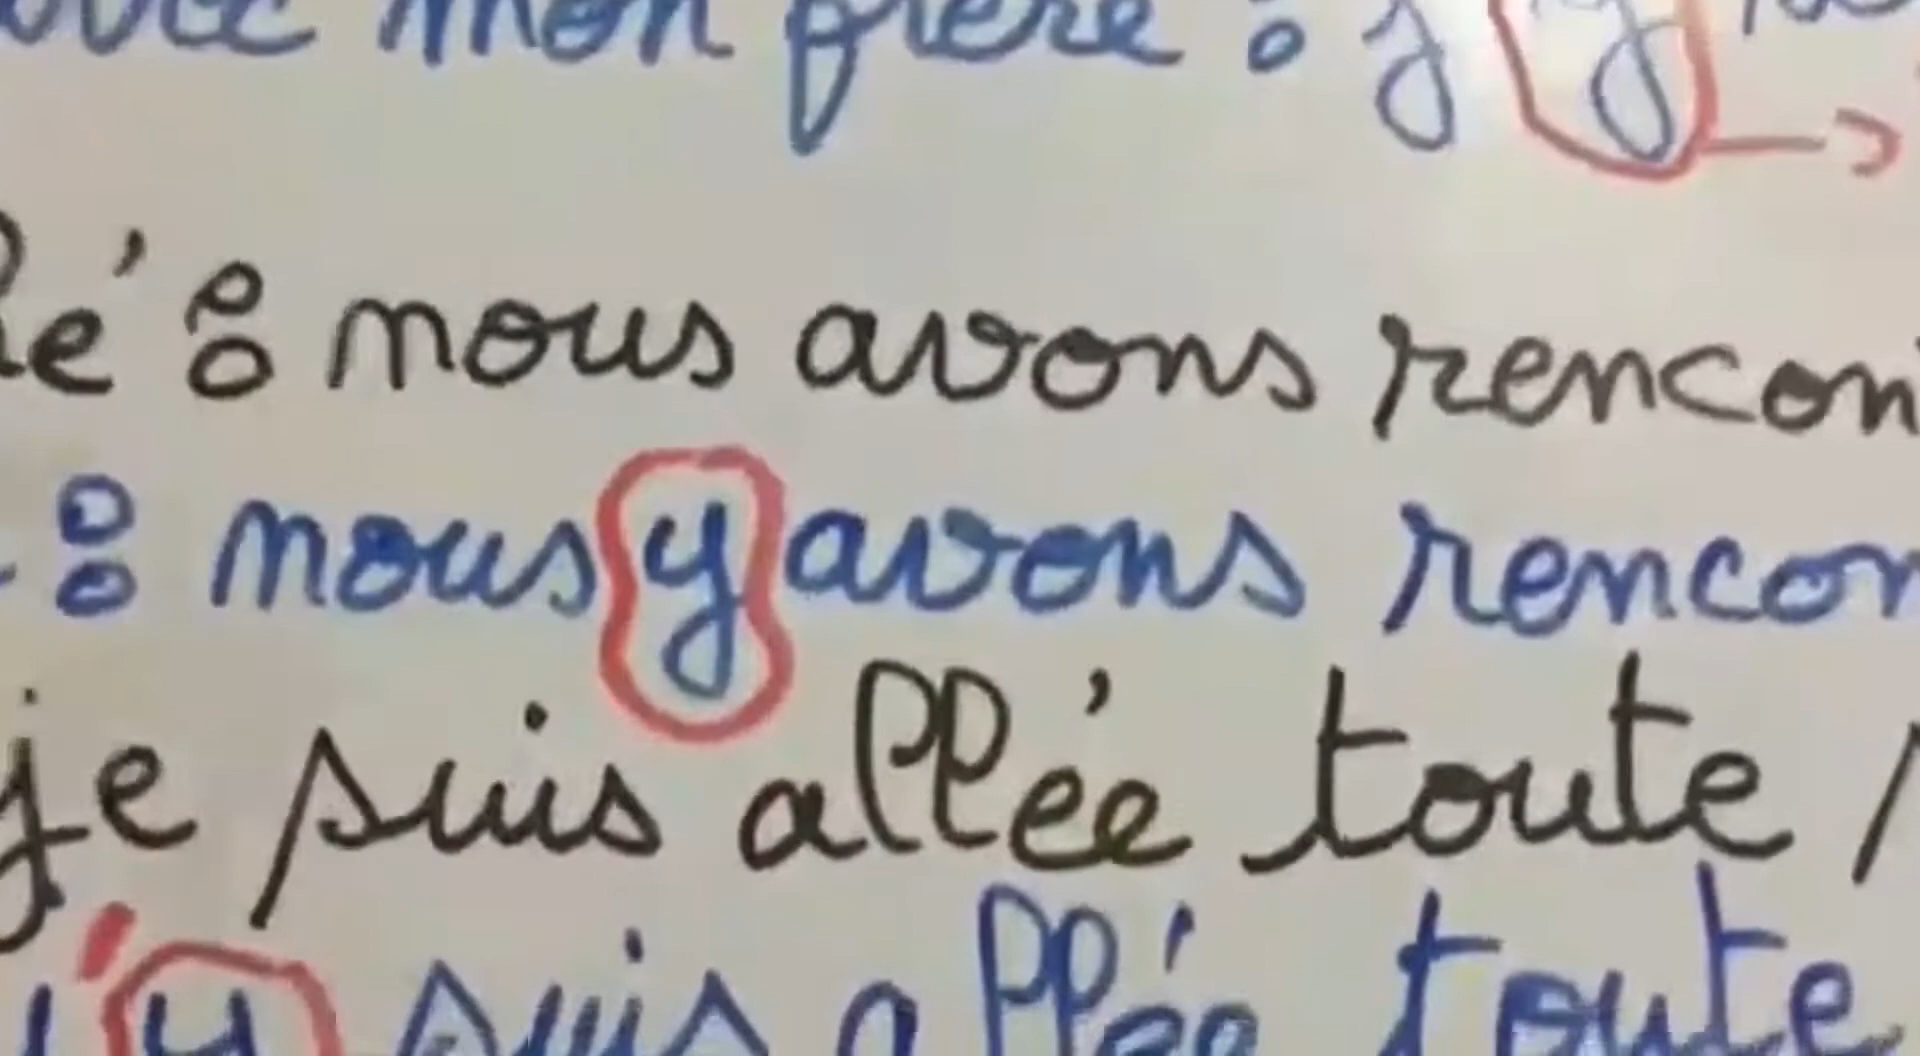 avec mon frère : j'y
é : nous avons rencon
: nous y avons rencon
je suis allée toute
j'y suis allée toute